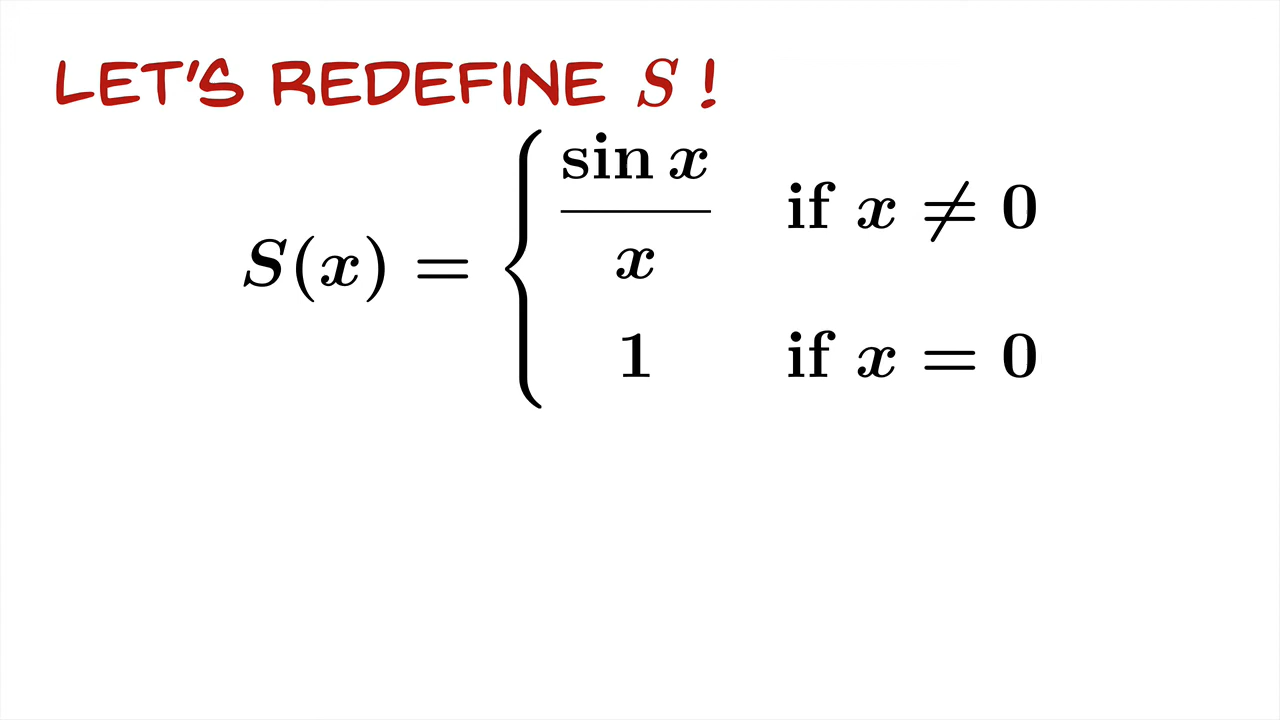 LET'S REDEFINE S !
S(x) = { sin x / x if x ≠ 0
1 if x = 0